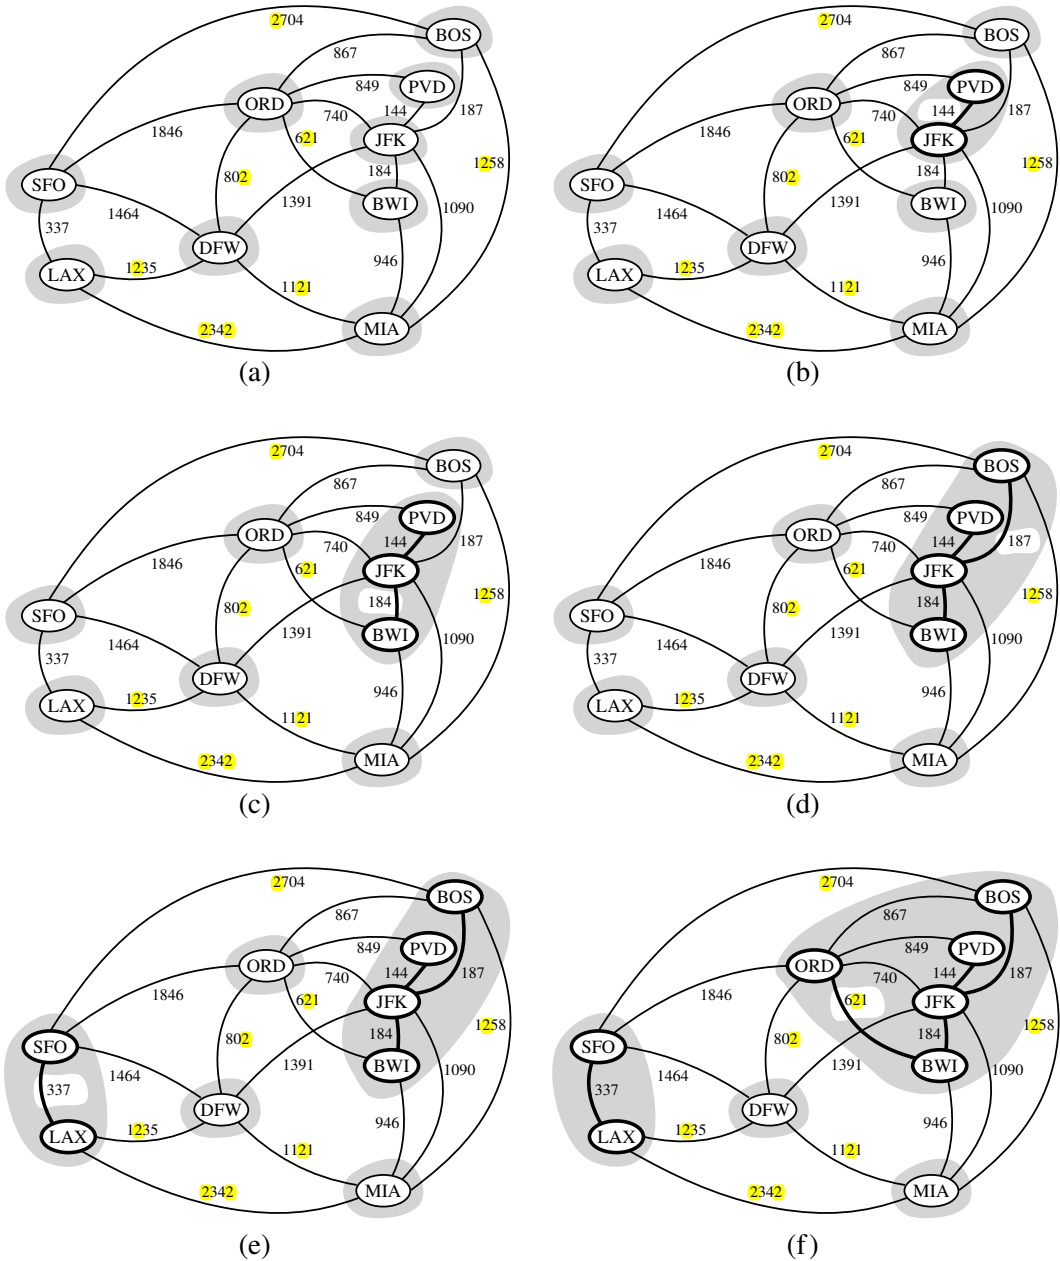 2704 2704
BOS BOS
867 867
PVD PVD
849 849
ORD 144 187 ORD 144 187
740 740
1846 621 JFK 1846 621 JFK
184 1258 184 1258
SFO 802 SFO 802
1391 BWI 1391 BWI
337 1464 1090 337 1464 1090
DFW DFW
LAX 1235 946 LAX 1235 946
1121 1121
2342 MIA 2342 MIA
(a) (b)
2704 2704
BOS BOS
867 867
PVD PVD
849 849
ORD 144 187 ORD 144 187
740 740
1846 621 JFK 1846 621 JFK
184 1258 184 1258
SFO 802 SFO 802
1391 BWI 1391 BWI
337 1464 1090 337 1464 1090
DFW DFW
LAX 1235 946 LAX 1235 946
1121 1121
2342 MIA 2342 MIA
(c) (d)
2704 2704
BOS BOS
867 867
PVD PVD
849 849
ORD 144 187 ORD 144 187
740 740
1846 621 JFK 1846 621 JFK
184 1258 184 1258
SFO 802 SFO 802
1391 BWI 1391 BWI
337 1464 1090 337 1464 1090
DFW DFW
LAX 1235 946 LAX 1235 946
1121 1121
2342 MIA 2342 MIA
(e) (f)